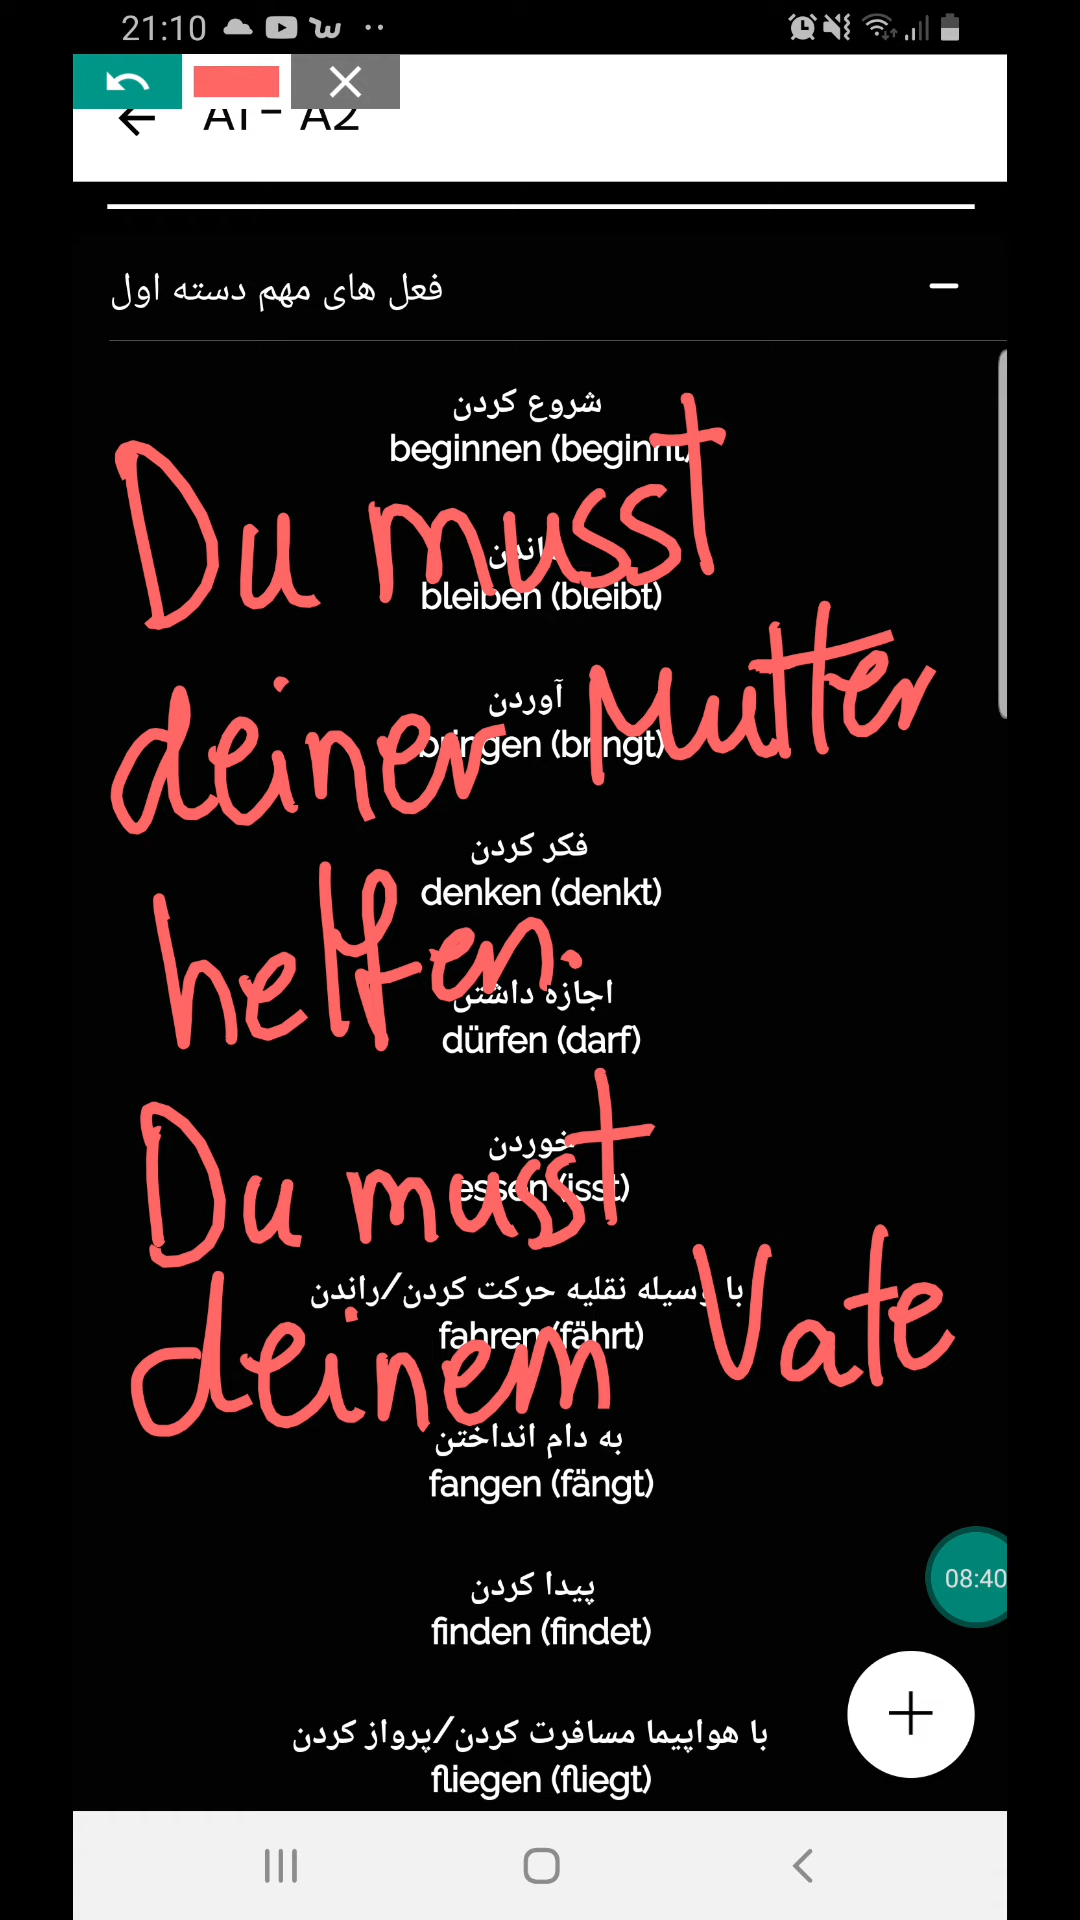 21:10
A1 - A2
فعل های مهم دسته اول
شروع کردن
beginnen (beginnt)
Du musst
ماندن
bleiben (bleibt)
deiner Mutter
آوردن
bringen (bringt)
فکر کردن
denken (denkt)
helfen.
اجازه داشتن
dürfen (darf)
Du musst
خوردن
essen (isst)
با وسیله نقلیه حرکت کردن/راندن
fahren (fährt)
deinem Vate
به دام انداختن
fangen (fängt)
08:40
پیدا کردن
finden (findet)
با هواپیما مسافرت کردن/پرواز کردن
fliegen (fliegt)